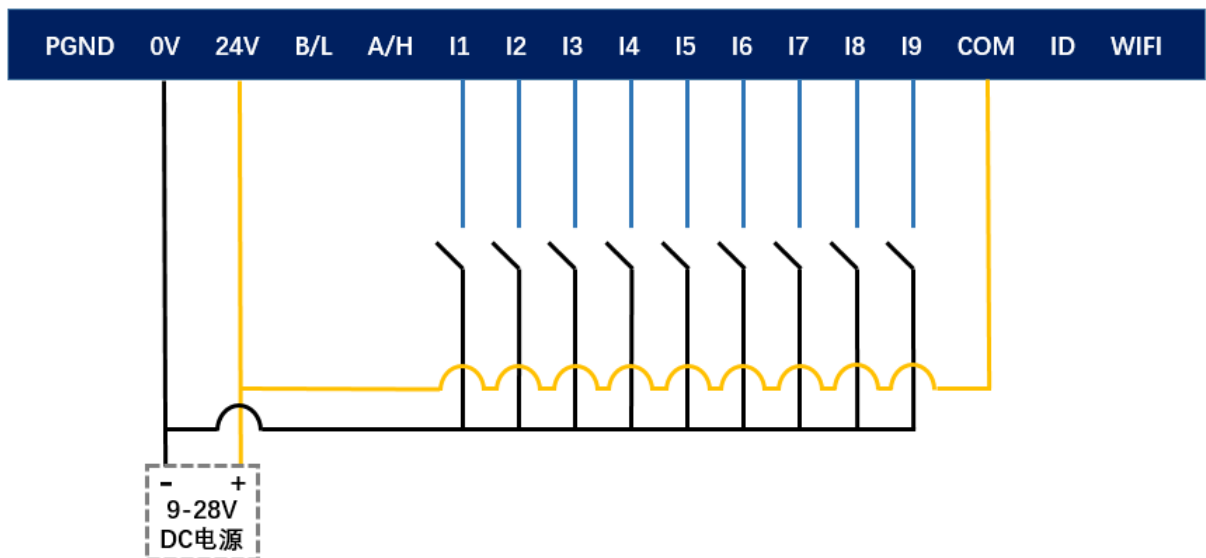 PGND 0V 24V B/L A/H I1 I2 I3 I4 I5 I6 I7 I8 I9 COM ID WIFI
- +
9-28V
DC电源